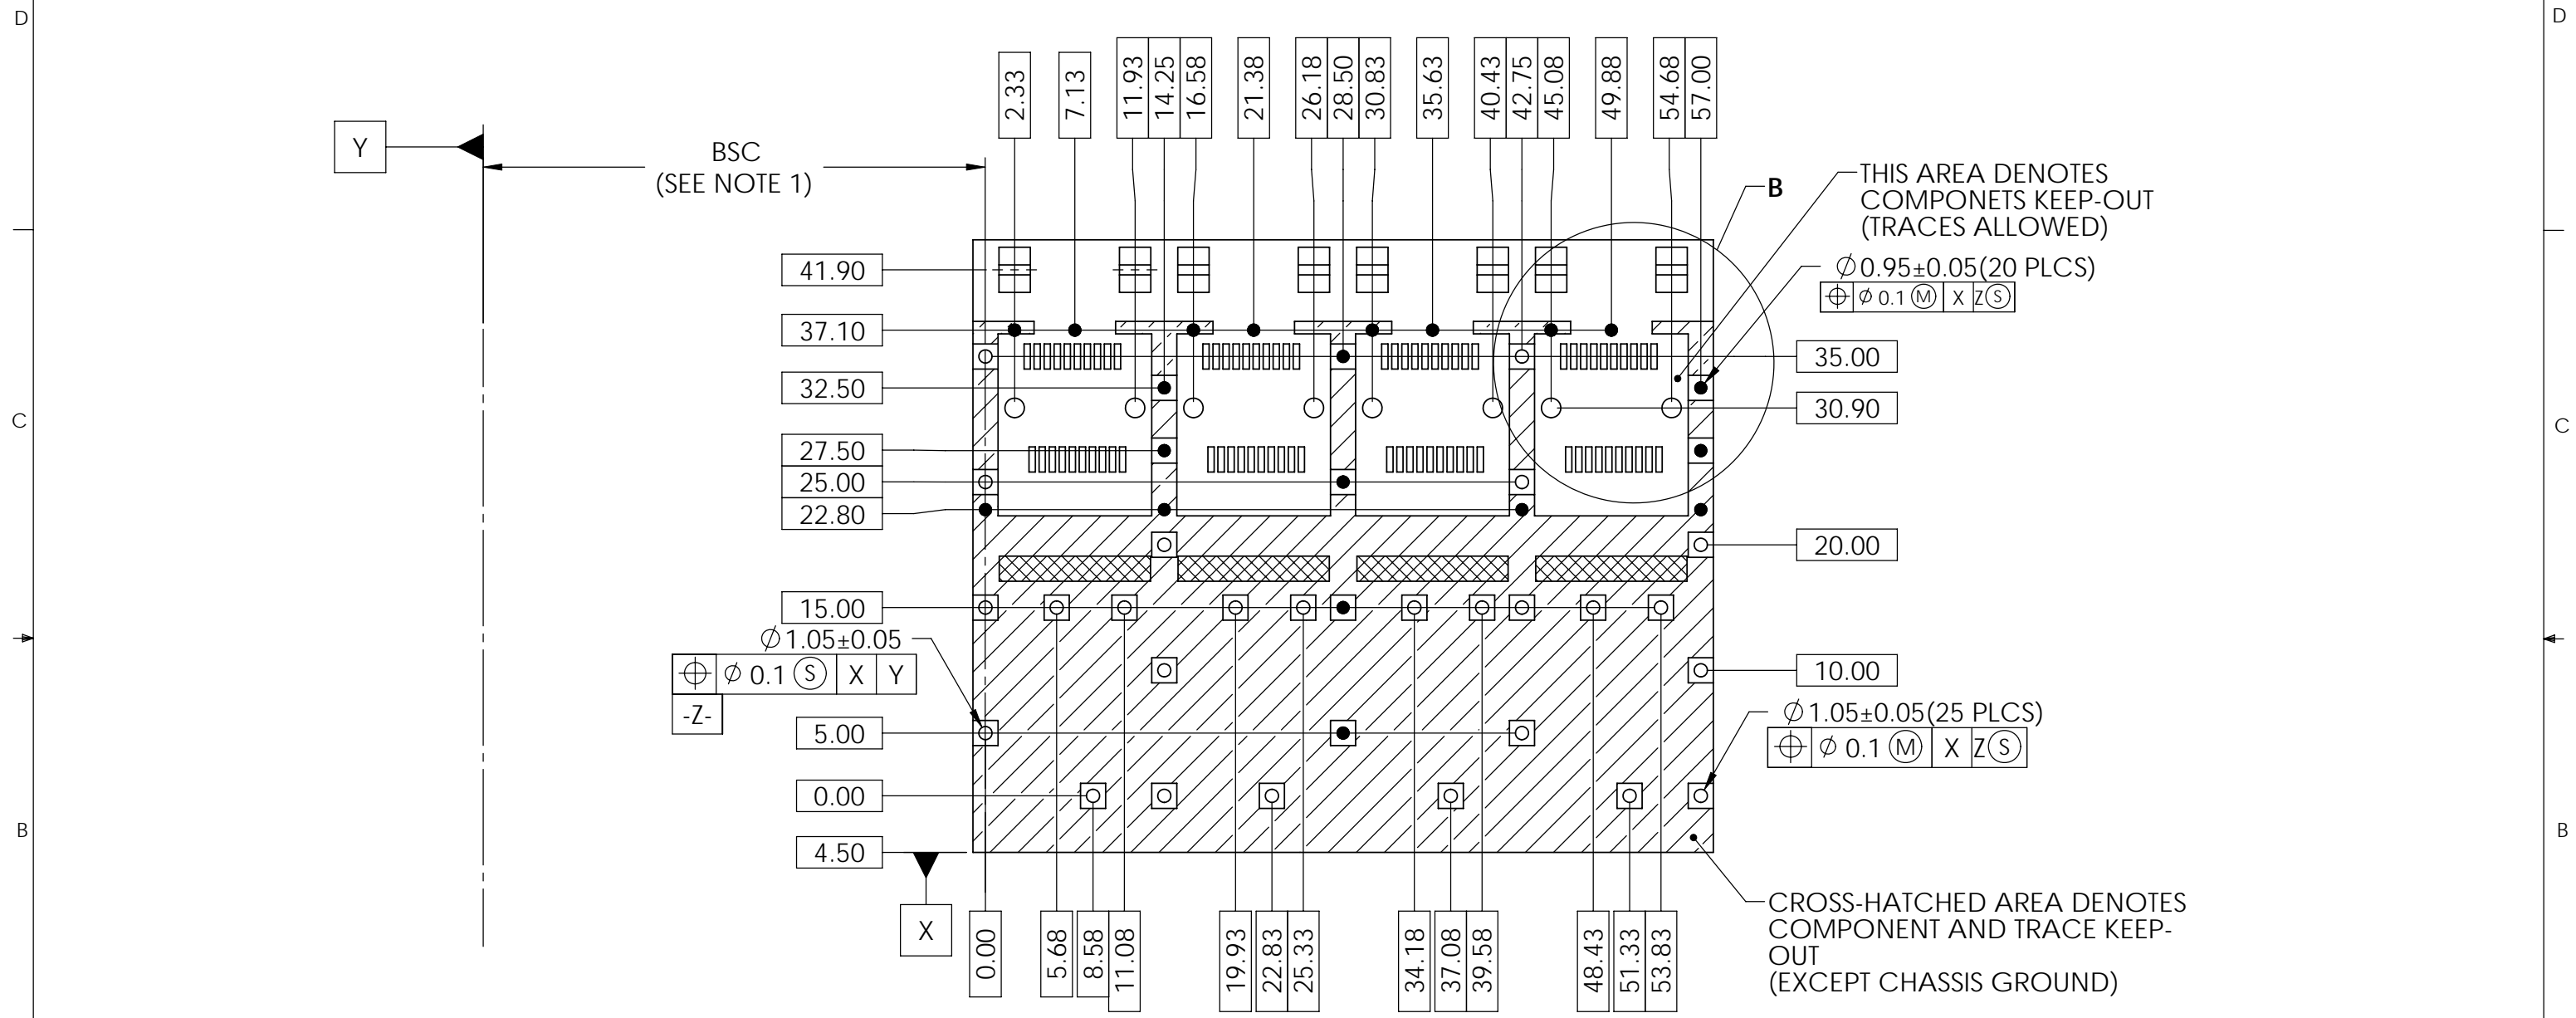 D
D
2.33
7.13
11.93
14.25
16.58
21.38
26.18
28.50
30.83
35.63
40.43
42.75
45.08
49.88
54.68
57.00
Y
BSC
(SEE NOTE 1)
B
THIS AREA DENOTES
COMPONETS KEEP-OUT
(TRACES ALLOWED)
⌀0.95±0.05(20 PLCS)
⌖ ⌀ 0.1 Ⓜ X Z Ⓢ
41.90
37.10
32.50
27.50
25.00
22.80
35.00
30.90
20.00
C
C
15.00
⌀1.05±0.05
⌖ ⌀ 0.1 Ⓢ X Y
-Z-
5.00
0.00
4.50
X
10.00
⌀1.05±0.05(25 PLCS)
⌖ ⌀ 0.1 Ⓜ X Z Ⓢ
B
B
0.00
5.68
8.58
11.08
19.93
22.83
25.33
34.18
37.08
39.58
48.43
51.33
53.83
CROSS-HATCHED AREA DENOTES
COMPONENT AND TRACE KEEP-
OUT
(EXCEPT CHASSIS GROUND)